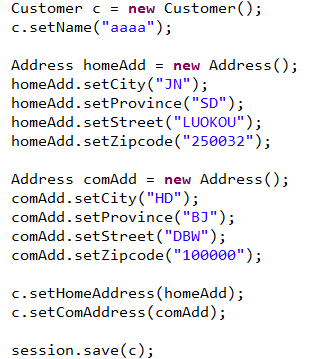 Customer c = new Customer();
c.setName("aaaa");
Address homeAdd = new Address();
homeAdd.setCity("JN");
homeAdd.setProvince("SD");
homeAdd.setStreet("LUOKOU");
homeAdd.setZipcode("250032");
Address comAdd = new Address();
comAdd.setCity("HD");
comAdd.setProvince("BJ");
comAdd.setStreet("DBW");
comAdd.setZipcode("100000");
c.setHomeAddress(homeAdd);
c.setComAddress(comAdd);
session.save(c);